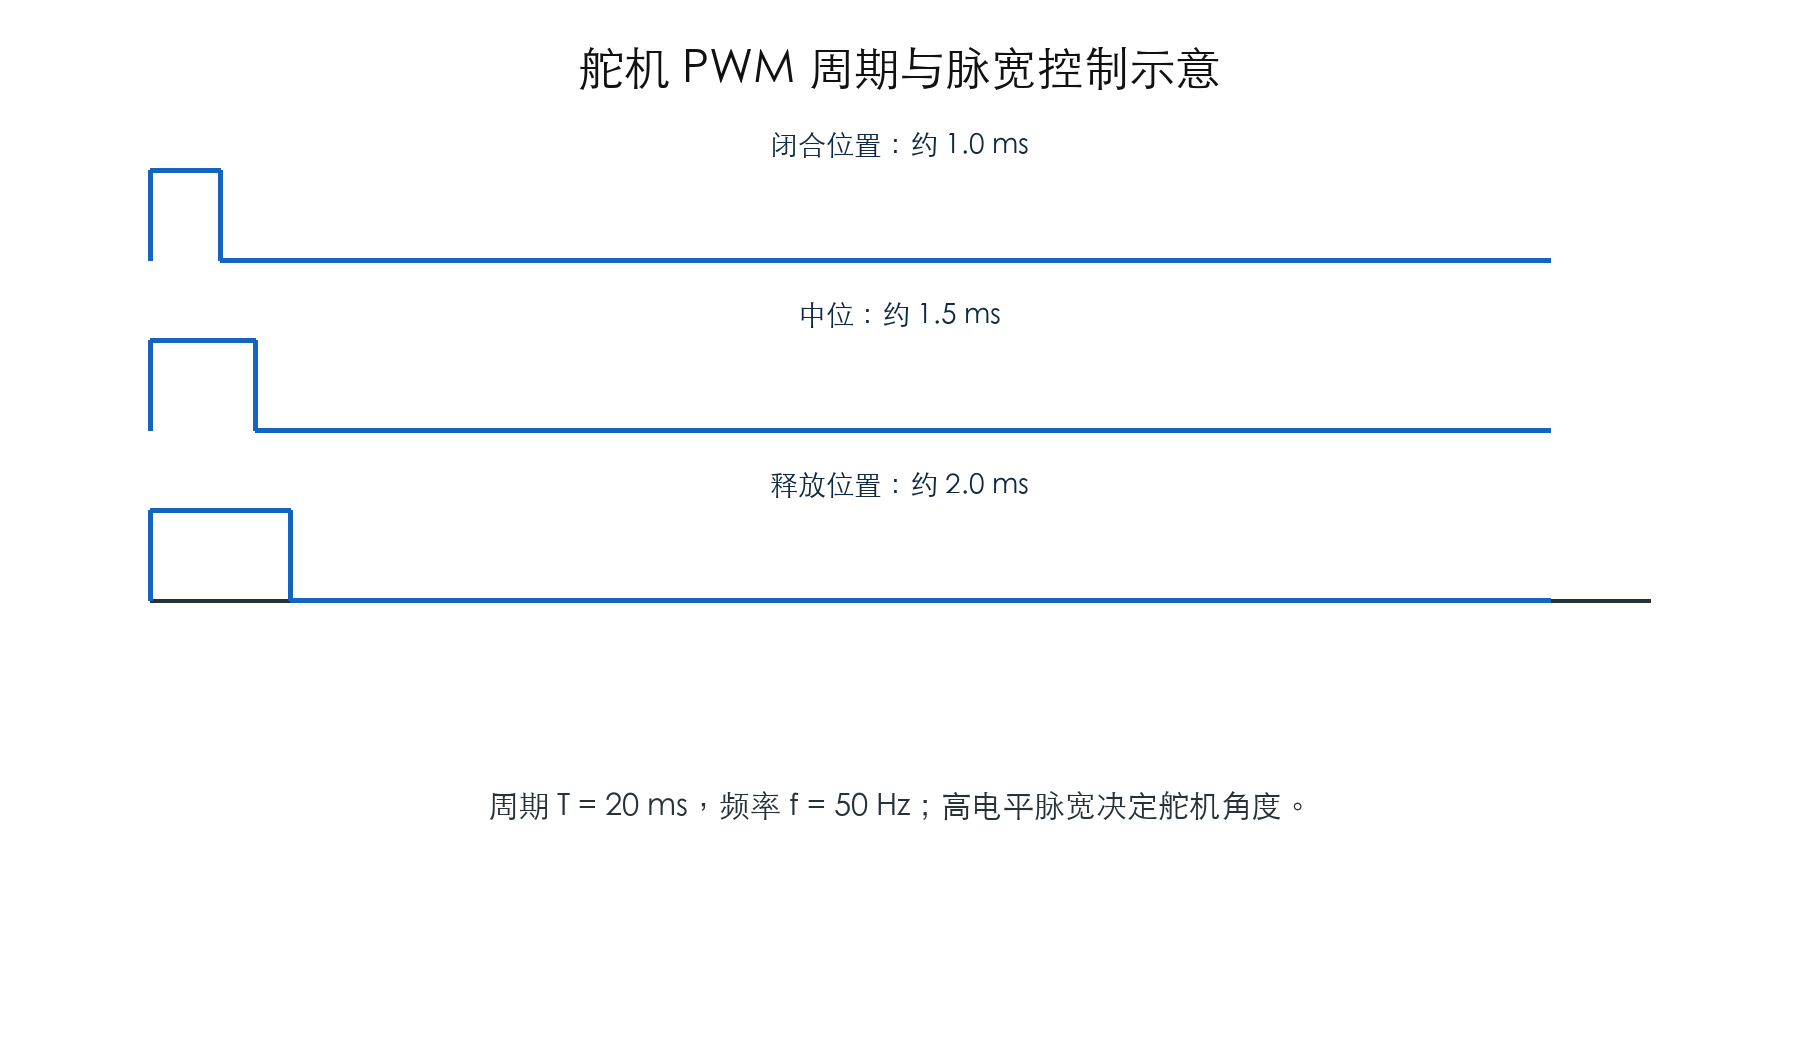 舵机 PWM 周期与脉宽控制示意
闭合位置：约 1.0 ms
中位：约 1.5 ms
释放位置：约 2.0 ms
周期 T = 20 ms，频率 f = 50 Hz；高电平脉宽决定舵机角度。